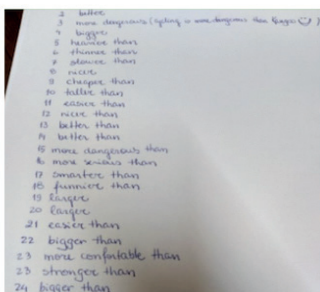 2 better
3 more dangerous (cycling is more dangerous than
4 bigger
5 heavier than
6 thinner than
7 slower than
8 nicer
9 cheaper than
10 taller than
11 easier than
12 nicer than
13 better than
14 better than
15 more dangerous than
16 more serious than
17 smarter than
18 funnier than
19 larger
20 larger
21 easier than
22 bigger than
23 more comfortable than
23 stronger than
24 bigger than